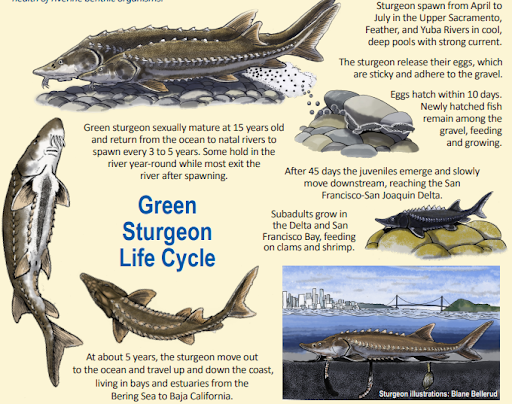 health of riverine benthic organisms.
Sturgeon spawn from April to
July in the Upper Sacramento,
Feather, and Yuba Rivers in cool,
deep pools with strong current.
The sturgeon release their eggs, which
are sticky and adhere to the gravel.
Eggs hatch within 10 days.
Newly hatched fish
remain among the
gravel, feeding
and growing.
Green sturgeon sexually mature at 15 years old
and return from the ocean to natal rivers to
spawn every 3 to 5 years. Some hold in the
river year-round while most exit the
river after spawning.
After 45 days the juveniles emerge and slowly
move downstream, reaching the San
Francisco-San Joaquin Delta.
Green
Sturgeon
Life Cycle
Subadults grow in
the Delta and San
Francisco Bay, feeding
on clams and shrimp.
At about 5 years, the sturgeon move out
to the ocean and travel up and down the coast,
living in bays and estuaries from the
Bering Sea to Baja California.
Sturgeon illustrations: Blane Bellerud